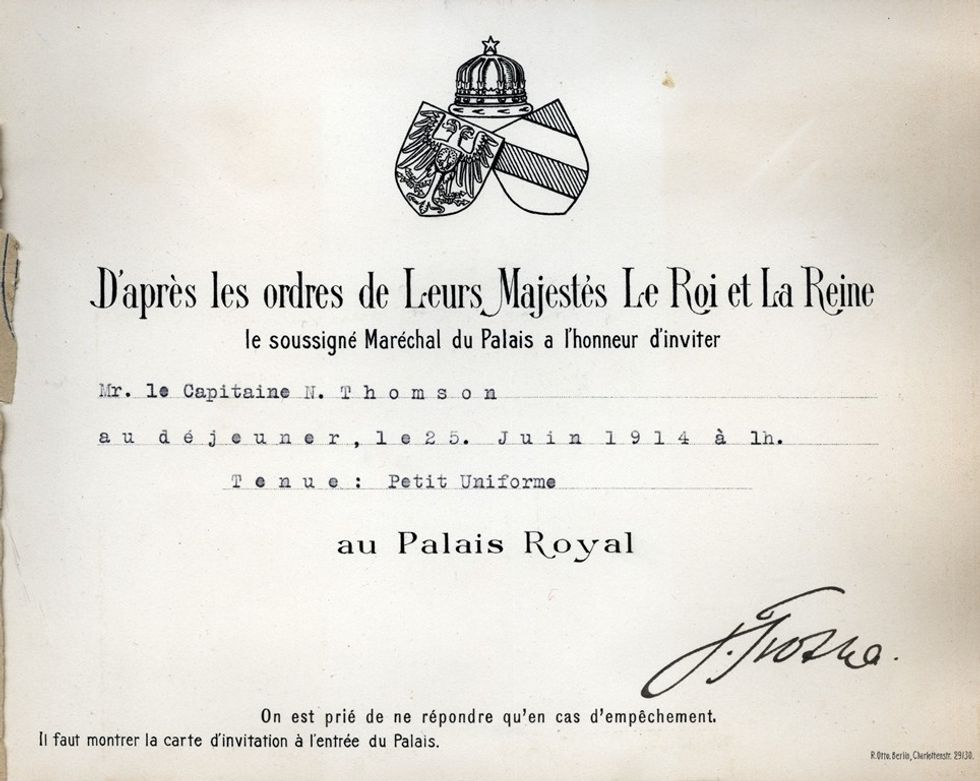 D'après les ordres de Leurs Majestés Le Roi et La Reine
le soussigné Maréchal du Palais a l'honneur d'inviter
Mr. le Capitaine N. Thomson
au déjeuner, le 25. Juin 1914 à 1h.
Tenue: Petit Uniforme
au Palais Royal
On est prié de ne répondre qu'en cas d'empêchement.
Il faut montrer la carte d'invitation à l'entrée du Palais.
R. Otto. Berlin, Charlottenstr. 29/30.